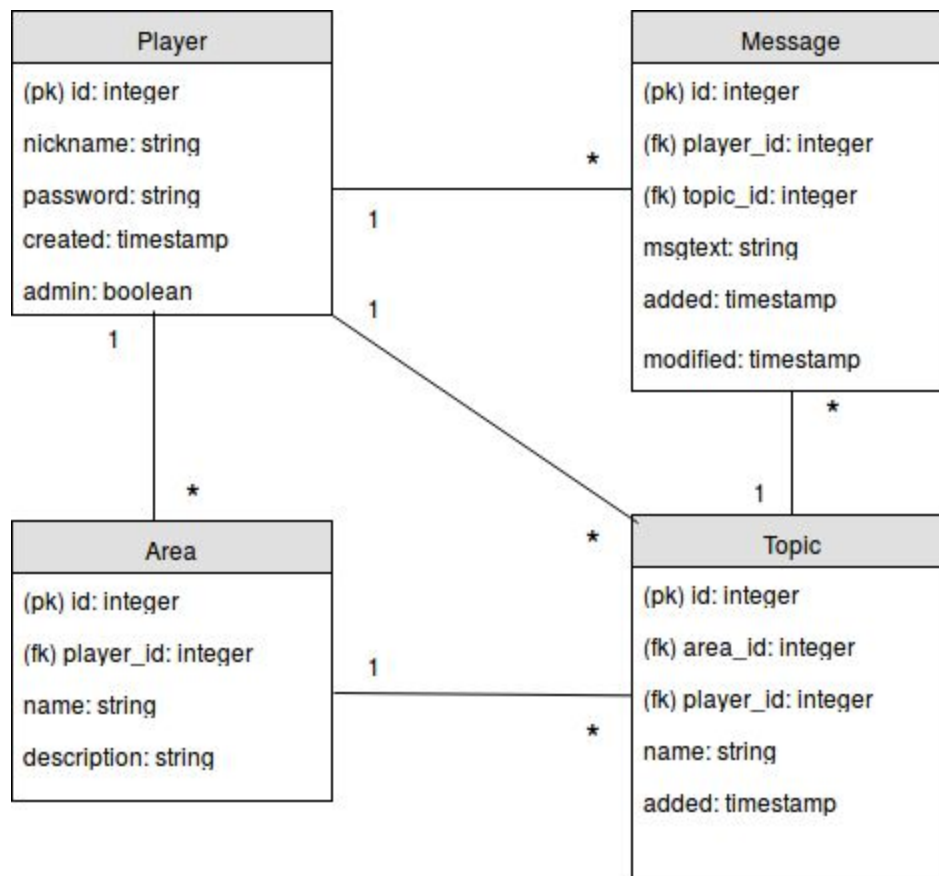 Player
(pk) id: integer
nickname: string
password: string
created: timestamp
admin: boolean
Message
(pk) id: integer
(fk) player_id: integer
(fk) topic_id: integer
msgtext: string
added: timestamp
modified: timestamp
*
1
1
1
*
*
1
*
Area
(pk) id: integer
(fk) player_id: integer
name: string
description: string
1
*
Topic
(pk) id: integer
(fk) area_id: integer
(fk) player_id: integer
name: string
added: timestamp